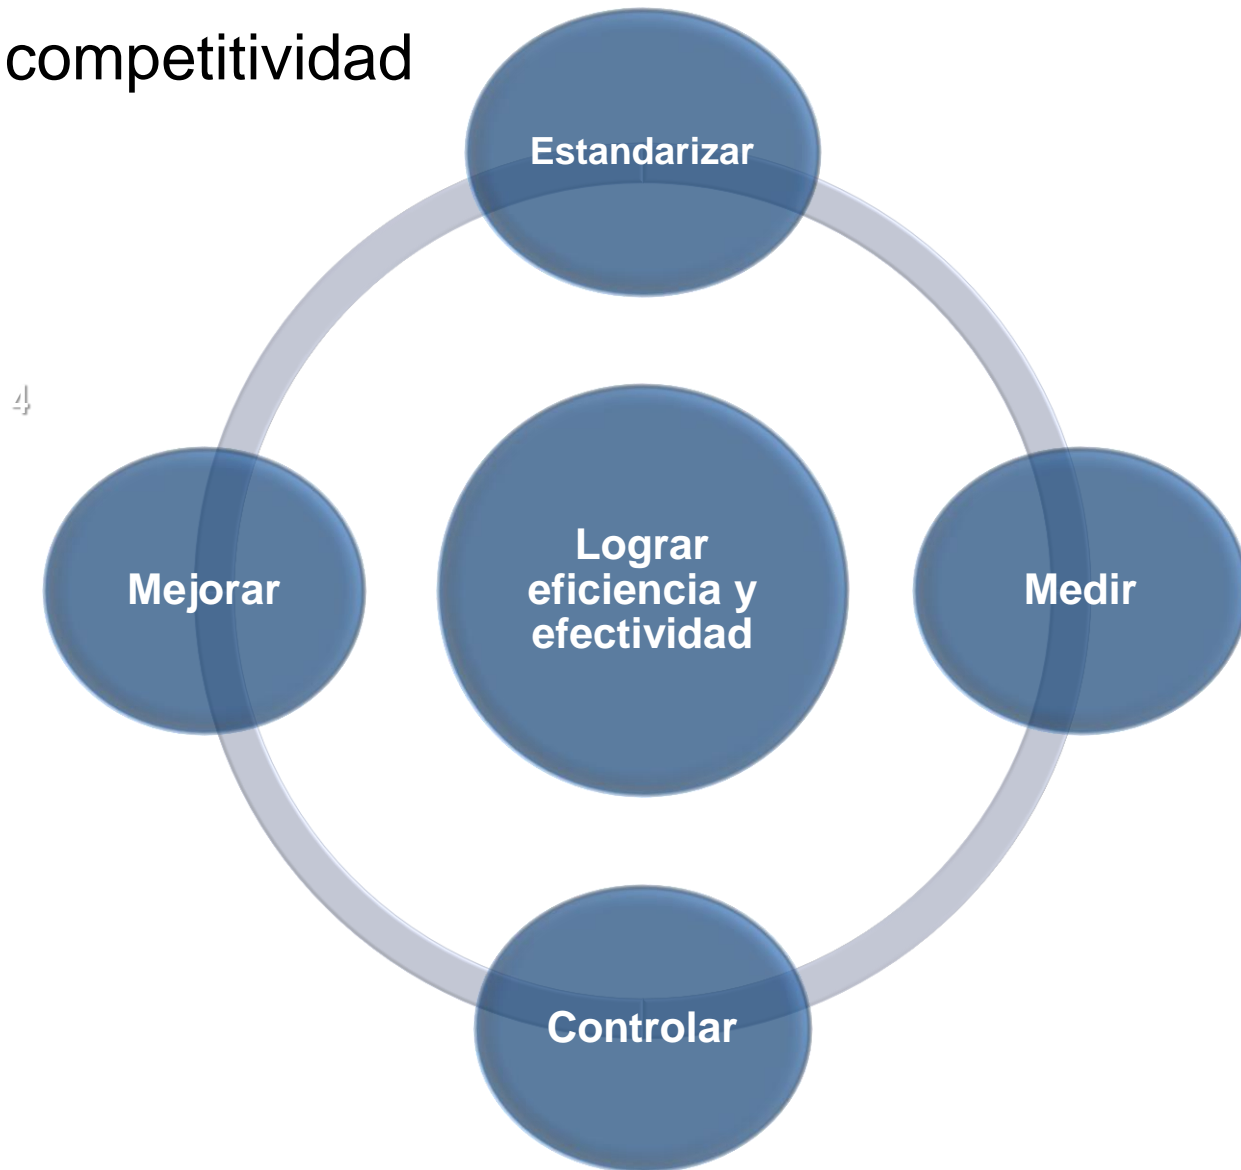 competitividad
Estandarizar
4
Mejorar
Lograr
eficiencia y
efectividad
Medir
Controlar